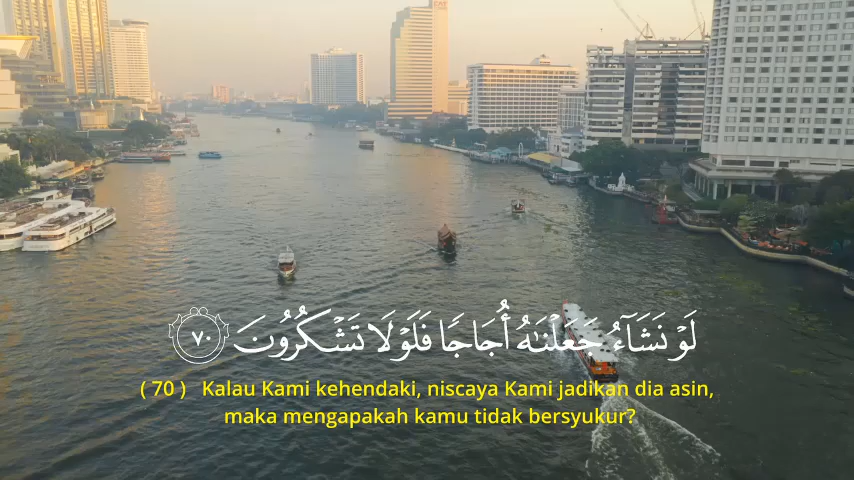 لَوْ نَشَآءُ جَعَلْنَٰهُ أُجَاجًا فَلَوْلَا تَشْكُرُونَ ٧٠
( 70 ) Kalau Kami kehendaki, niscaya Kami jadikan dia asin,
maka mengapakah kamu tidak bersyukur?